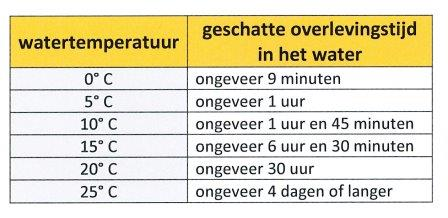 watertemperatuur geschatte overlevingstijd
in het water
0° C ongeveer 9 minuten
5° C ongeveer 1 uur
10° C ongeveer 1 uur en 45 minuten
15° C ongeveer 6 uur en 30 minuten
20° C ongeveer 30 uur
25° C ongeveer 4 dagen of langer